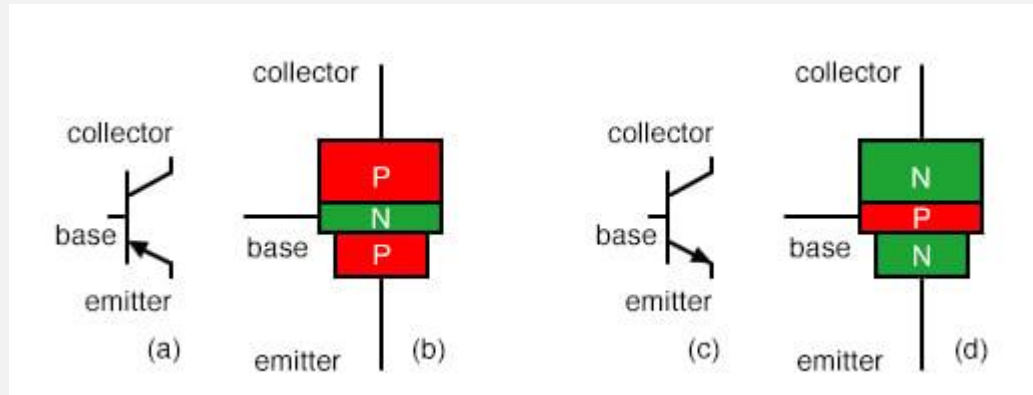 collector
base
emitter
(a)
collector
P
N
P
base
emitter
(b)
collector
base
emitter
(c)
collector
N
P
N
base
emitter
(d)